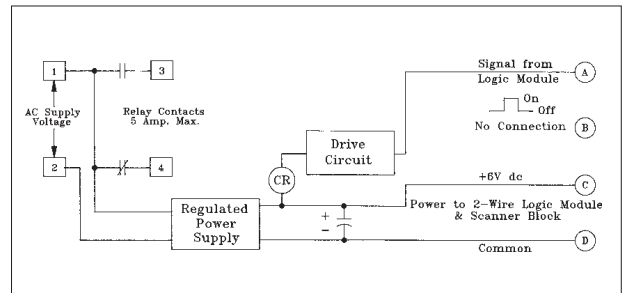 Signal from
Logic Module
A
1
3
On
Off
AC Supply
Voltage
Relay Contacts
5 Amp. Max.
No Connection
B
Drive
Circuit
2
4
CR
+6V dc
C
Regulated
Power
Supply
+
-
Power to 2-Wire Logic Module
& Scanner Block
Common
D